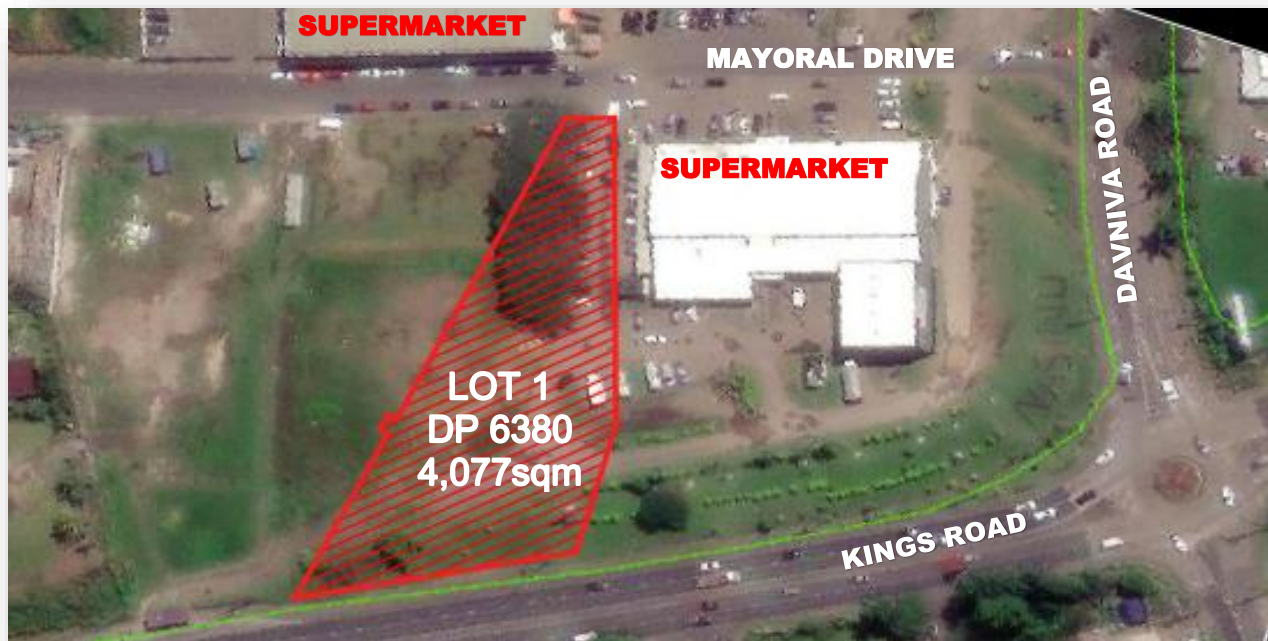 SUPERMARKET
MAYORAL DRIVE
DAVNIVA ROAD
SUPERMARKET
LOT 1
DP 6380
4,077sqm
KINGS ROAD